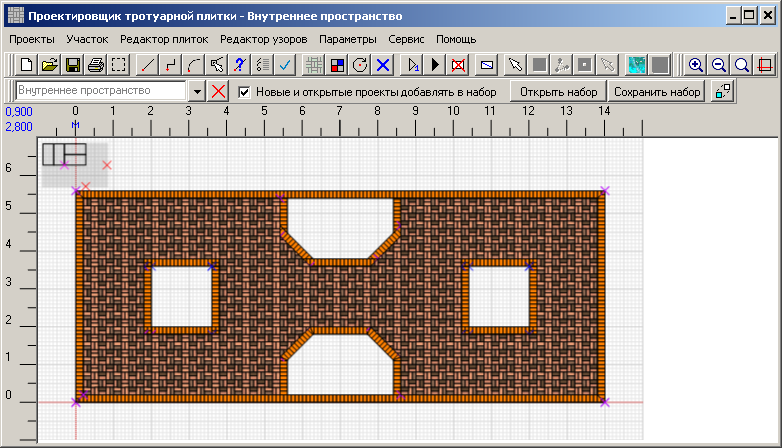 Проектировщик тротуарной плитки - Внутреннее пространство
Проекты Участок Редактор плиток Редактор узоров Параметры Сервис Помощь
Внутреннее пространство Новые и открытые проекты добавлять в набор Открыть набор Сохранить набор
0,900 0 1 2 3 4 5 6 7 8 9 10 11 12 13 14
2,800 м
6
5
4
3
2
1
0